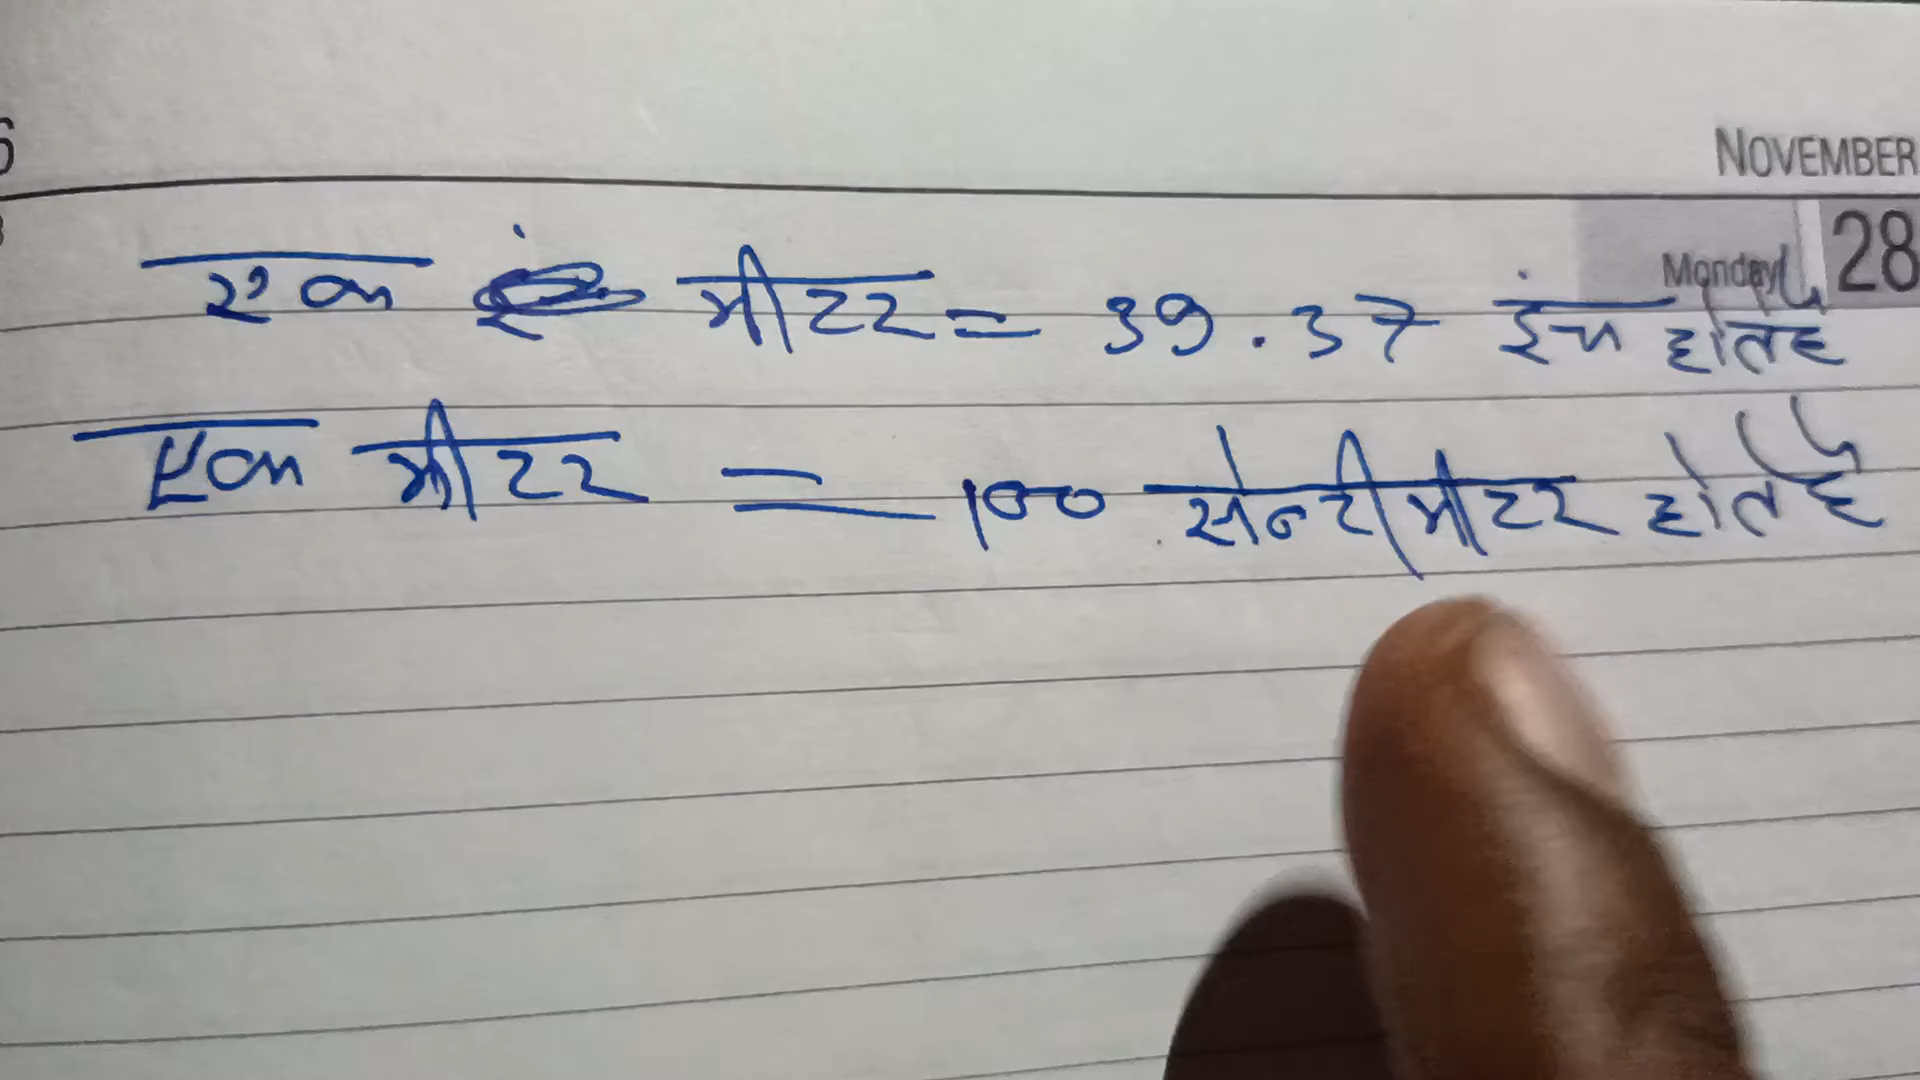 NOVEMBER
Monday 28
एक मीटर = 39.37 इंच होते है
एक मीटर = 100 सेन्टीमीटर होते है